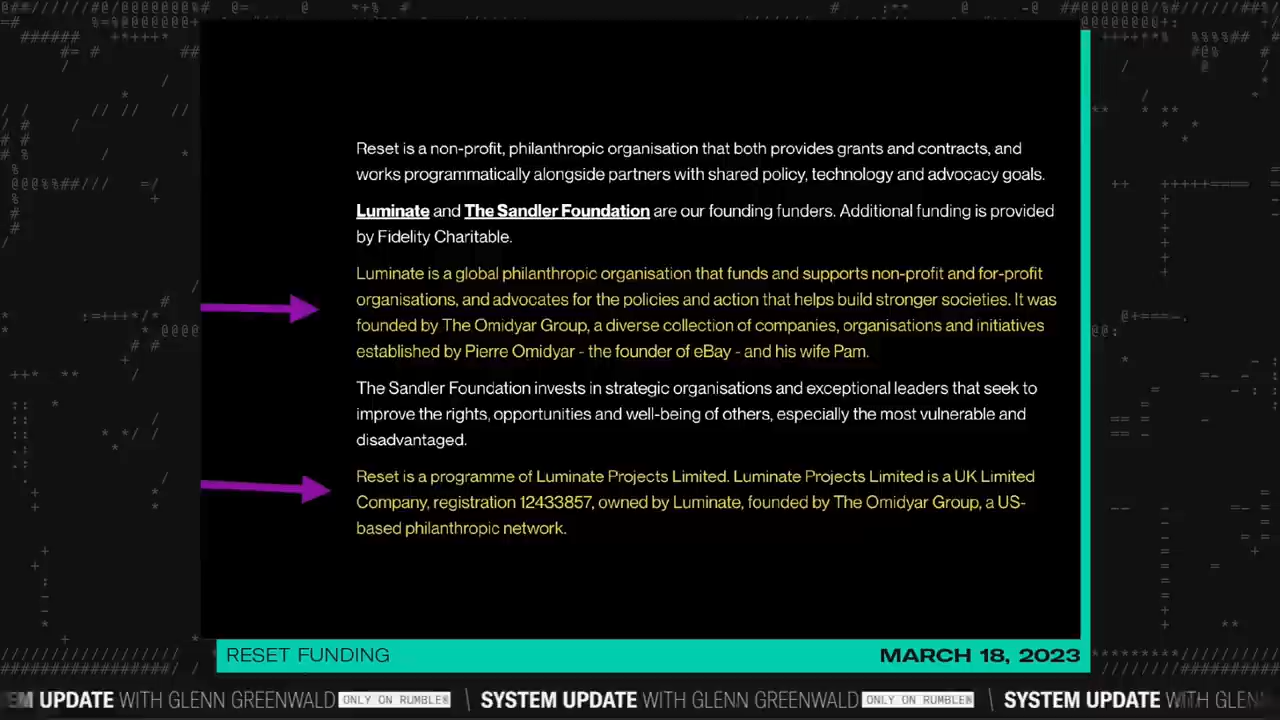 Reset is a non-profit, philanthropic organisation that both provides grants and contracts, and
works programmatically alongside partners with shared policy, technology and advocacy goals.
Luminate and The Sandler Foundation are our founding funders. Additional funding is provided
by Fidelity Charitable.
Luminate is a global philanthropic organisation that funds and supports non-profit and for-profit
organisations, and advocates for the policies and action that helps build stronger societies. It was
founded by The Omidyar Group, a diverse collection of companies, organisations and initiatives
established by Pierre Omidyar - the founder of eBay - and his wife Pam.
The Sandler Foundation invests in strategic organisations and exceptional leaders that seek to
improve the rights, opportunities and well-being of others, especially the most vulnerable and
disadvantaged.
Reset is a programme of Luminate Projects Limited. Luminate Projects Limited is a UK Limited
Company, registration 12433857, owned by Luminate, founded by The Omidyar Group, a US-
based philanthropic network.
RESET FUNDING MARCH 18, 2023
EM UPDATE WITH GLENN GREENWALD ONLY ON RUMBLE | SYSTEM UPDATE WITH GLENN GREENWALD ONLY ON RUMBLE | SYSTEM UPDATE WITH GLEN